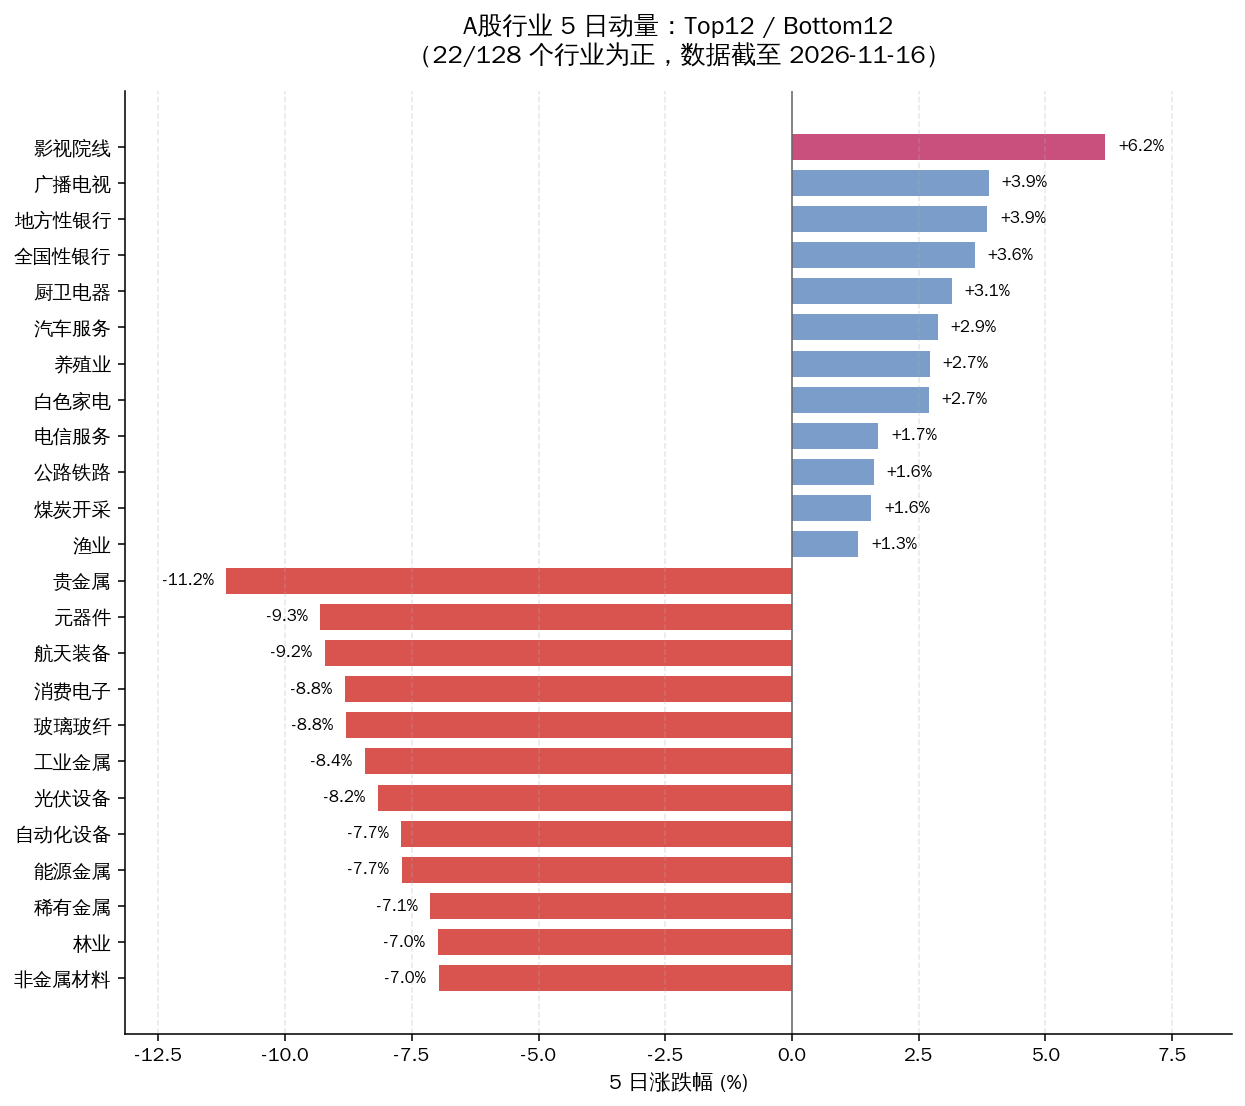 A股行业 5 日动量：Top12 / Bottom12
（22/128 个行业为正，数据截至 2026-11-16）
影视院线 +6.2%
广播电视 +3.9%
地方性银行 +3.9%
全国性银行 +3.6%
厨卫电器 +3.1%
汽车服务 +2.9%
养殖业 +2.7%
白色家电 +2.7%
电信服务 +1.7%
公路铁路 +1.6%
煤炭开采 +1.6%
渔业 +1.3%
贵金属 -11.2%
元器件 -9.3%
航天装备 -9.2%
消费电子 -8.8%
玻璃玻纤 -8.8%
工业金属 -8.4%
光伏设备 -8.2%
自动化设备 -7.7%
能源金属 -7.7%
稀有金属 -7.1%
林业 -7.0%
非金属材料 -7.0%
-12.5 -10.0 -7.5 -5.0 -2.5 0.0 2.5 5.0 7.5
5 日涨跌幅 (%)